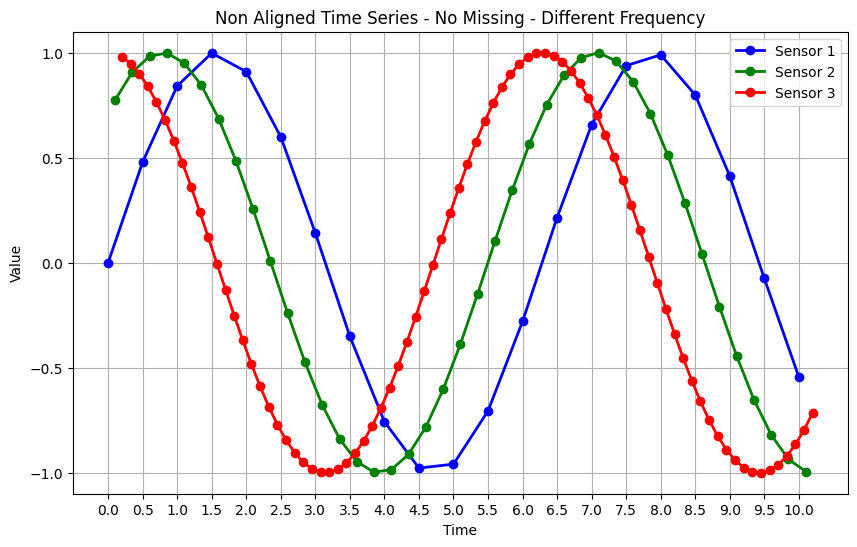 Non Aligned Time Series - No Missing - Different Frequency
Sensor 1
Sensor 2
Sensor 3
Value
1.0
0.5
0.0
−0.5
−1.0
0.0 0.5 1.0 1.5 2.0 2.5 3.0 3.5 4.0 4.5 5.0 5.5 6.0 6.5 7.0 7.5 8.0 8.5 9.0 9.5 10.0
Time